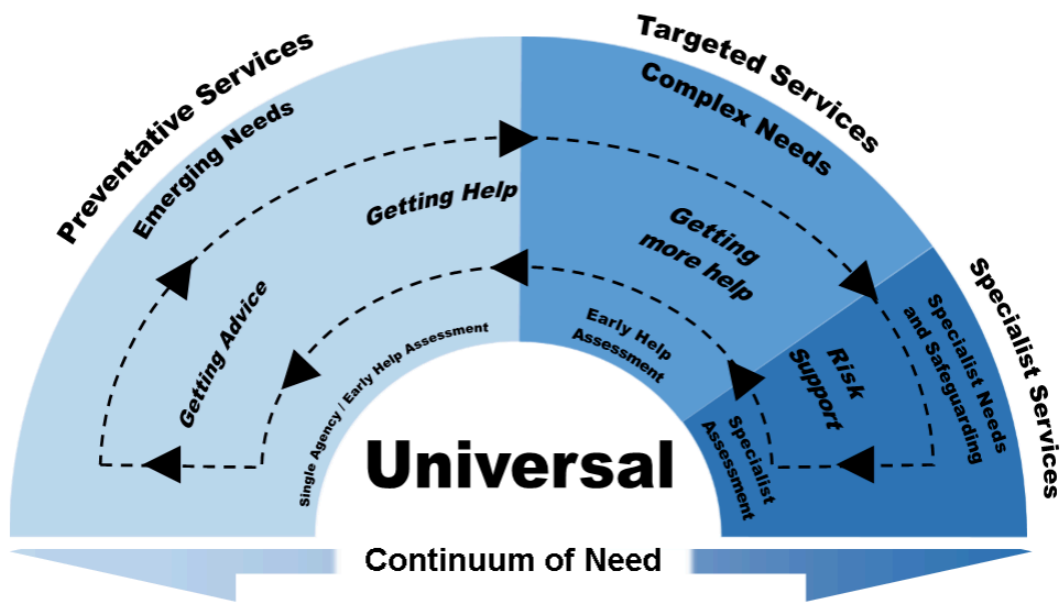 Preventative Services
Emerging Needs
Getting Help
Getting Advice
Single Agency / Early Help Assessment
Targeted Services
Complex Needs
Getting
more help
Early Help
Assessment
Specialist Services
Specialist Needs
and Safeguarding
Risk
Support
Specialist
Assessment
Universal
Continuum of Need